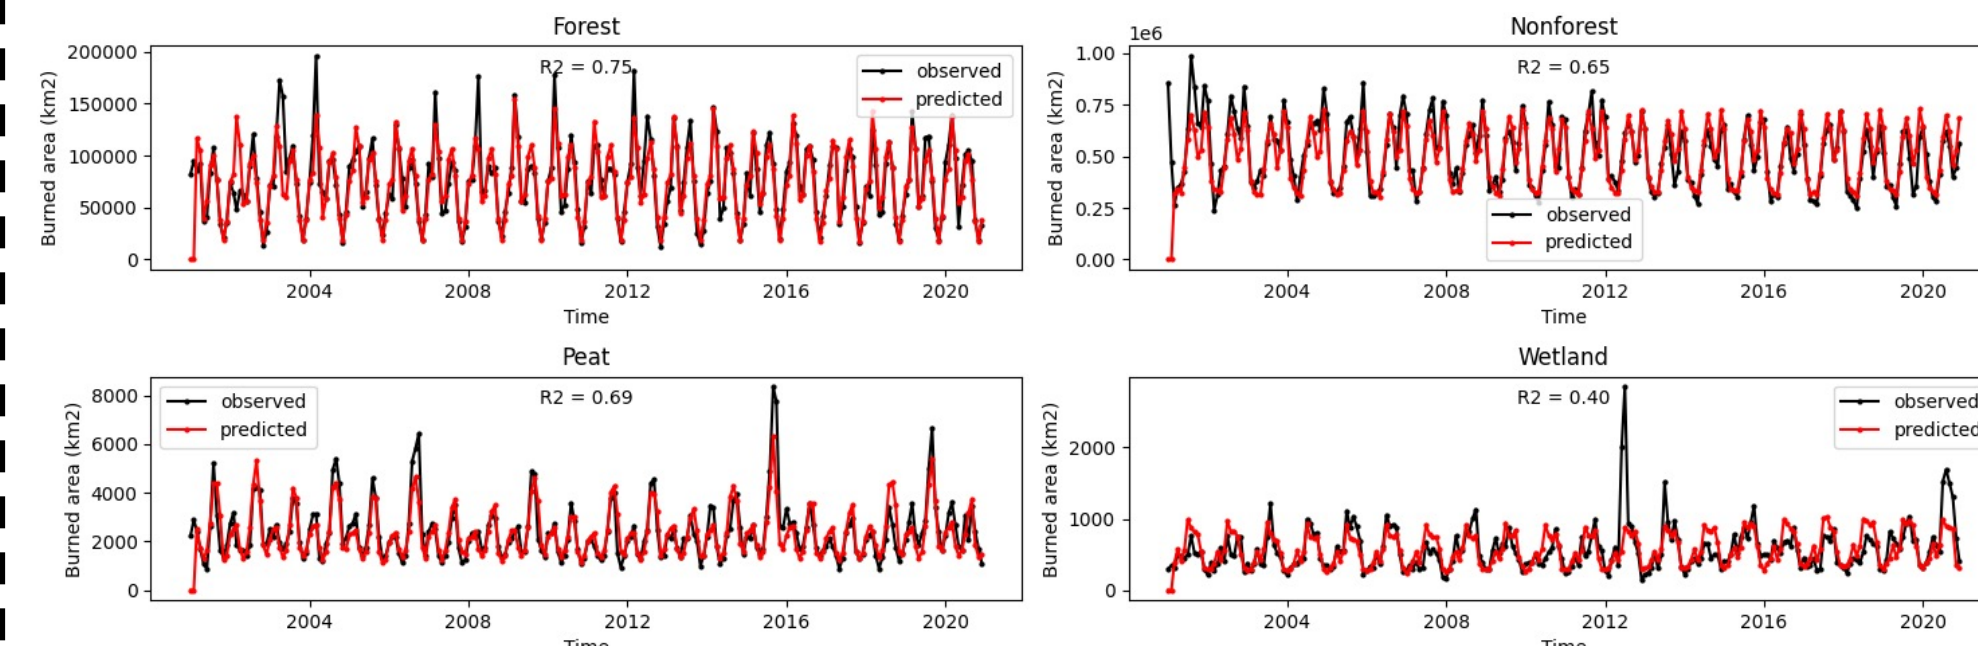 Forest
Burned area (km2)
200000
150000
100000
50000
0
R2 = 0.75
observed
predicted
2004
2008
2012
2016
2020
Time
Nonforest
1e6
Burned area (km2)
1.00
0.75
0.50
0.25
0.00
R2 = 0.65
observed
predicted
2004
2008
2012
2016
2020
Time
Peat
Burned area (km2)
8000
6000
4000
2000
0
observed
predicted
R2 = 0.69
2004
2008
2012
2016
2020
Time
Wetland
Burned area (km2)
2000
1000
0
R2 = 0.40
observed
predicted
2004
2008
2012
2016
2020
Time